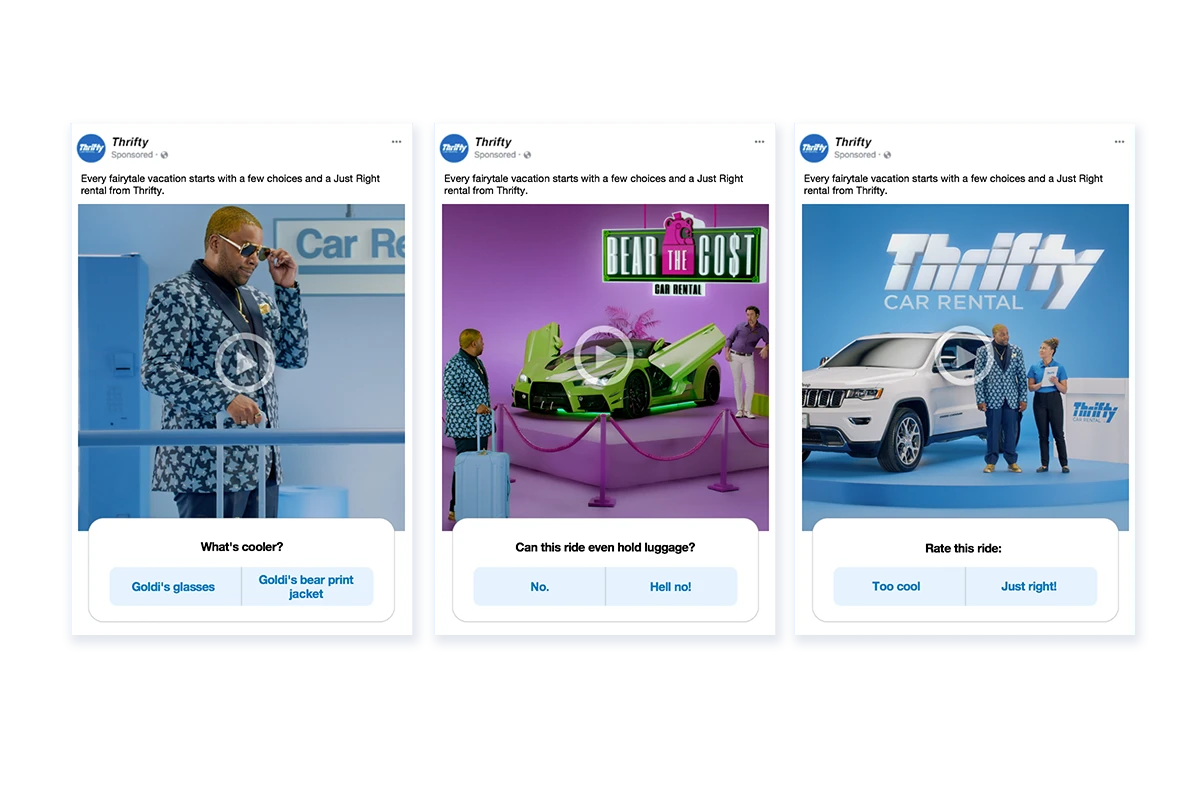 Thrifty
Thrifty
Sponsored ·
Every fairytale vacation starts with a few choices and a Just Right
rental from Thrifty.
Car Re
What's cooler?
Goldi's glasses
Goldi's bear print
jacket
Thrifty
Thrifty
Sponsored ·
Every fairytale vacation starts with a few choices and a Just Right
rental from Thrifty.
BEAR THE CO$T
CAR RENTAL
Can this ride even hold luggage?
No.
Hell no!
Thrifty
Thrifty
Sponsored ·
Every fairytale vacation starts with a few choices and a Just Right
rental from Thrifty.
Thrifty
CAR RENTAL
Thrifty
CAR RENTAL
Jeep
Rate this ride:
Too cool
Just right!